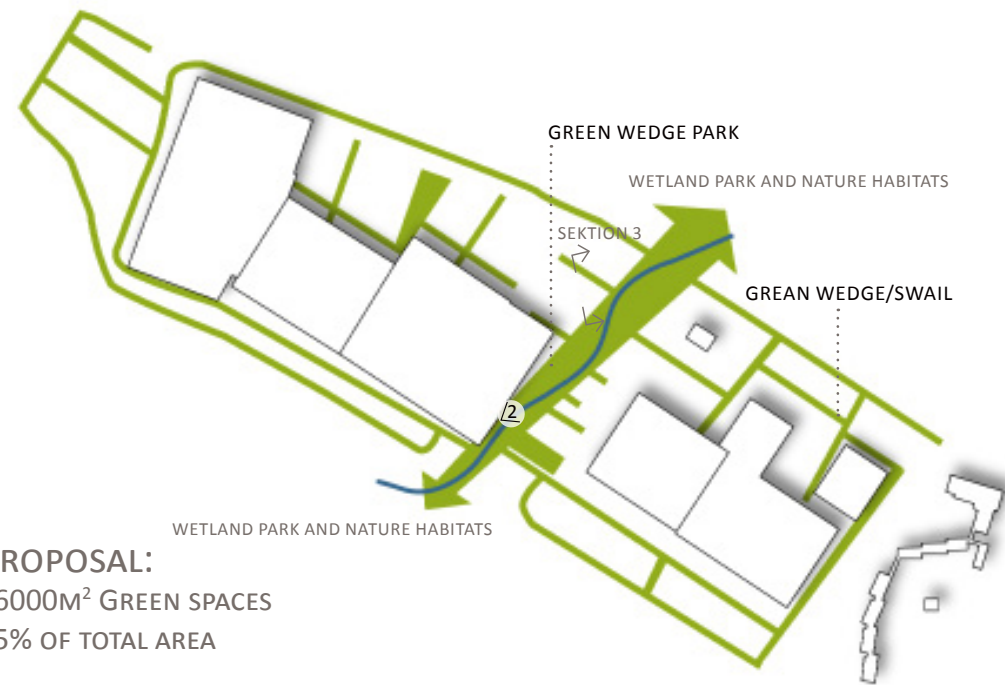 GREEN WEDGE PARK
WETLAND PARK AND NATURE HABITATS
SEKTION 3
GREAN WEDGE/SWAIL
/2
WETLAND PARK AND NATURE HABITATS
ROPOSAL:
6000M² GREEN SPACES
5% OF TOTAL AREA